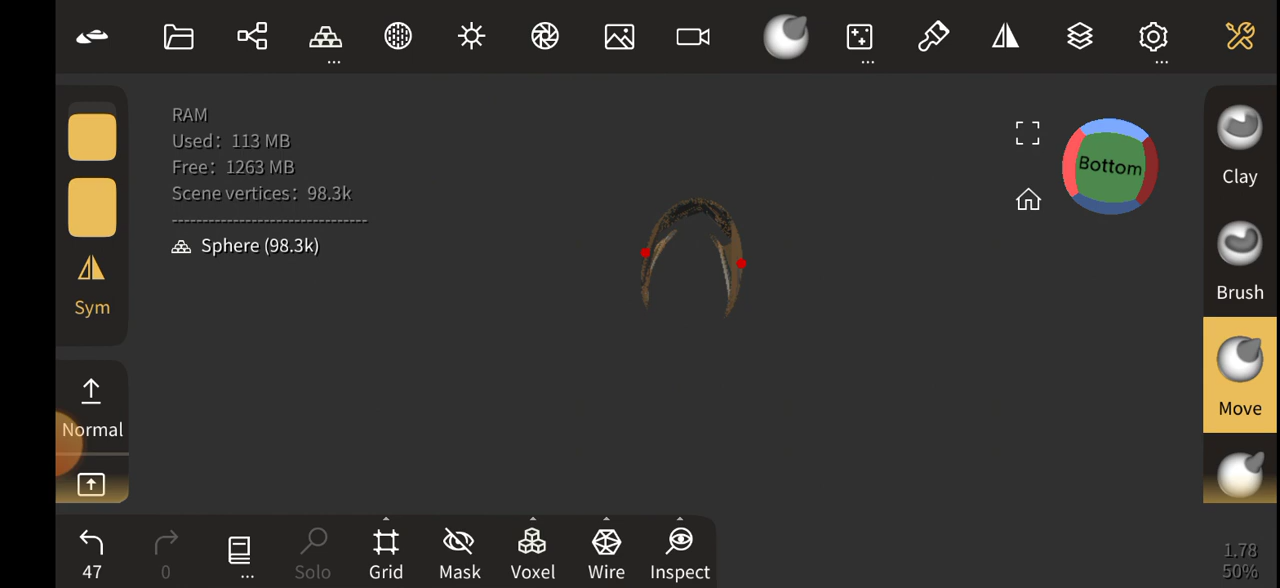 RAM
Used: 113 MB
Free: 1263 MB
Scene vertices: 98.3k
--------------------------------
Sphere (98.3k)
Bottom
Sym
Normal
Clay
Brush
Move
47
0
...
Solo
Grid
Mask
Voxel
Wire
Inspect
1.78
50%